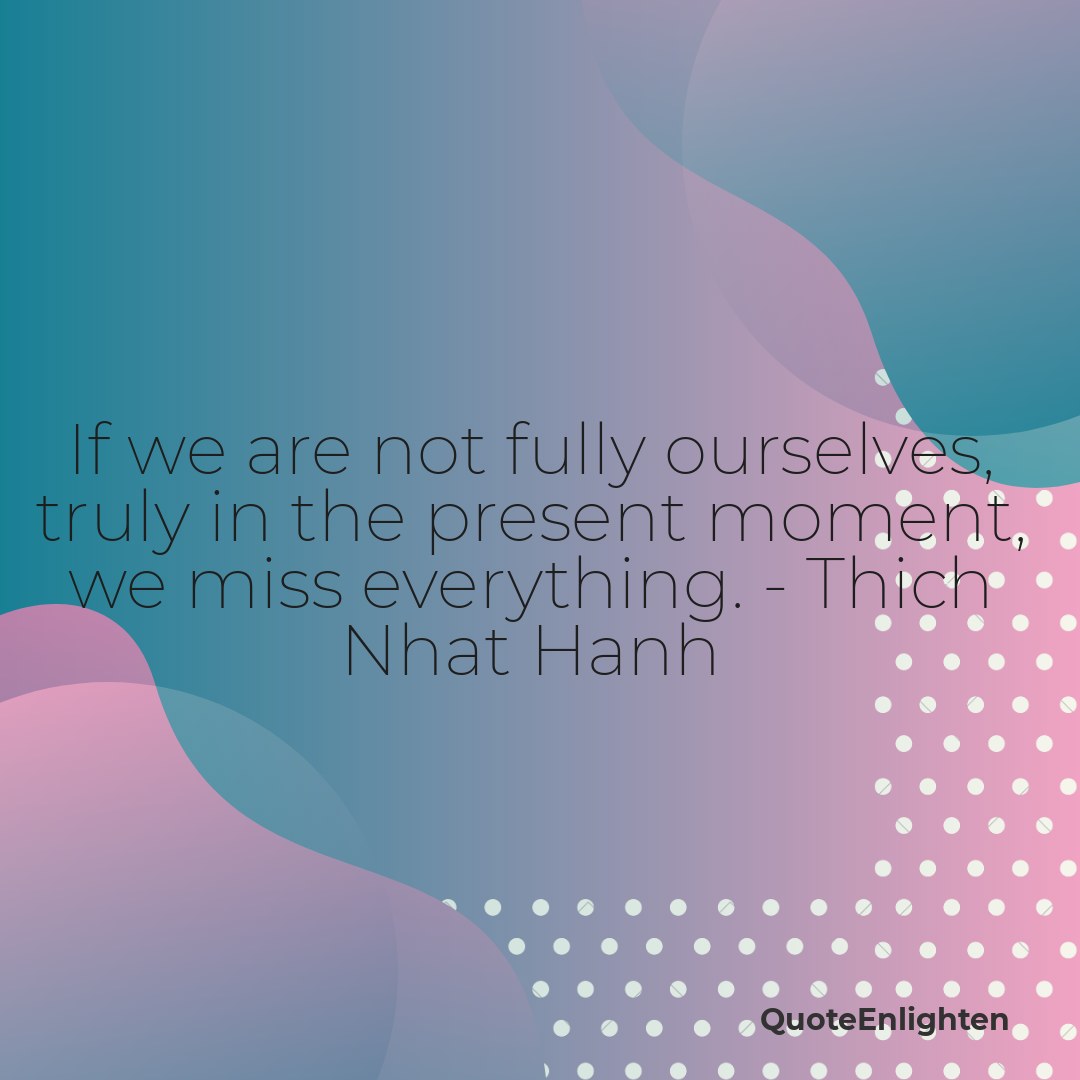 If we are not fully ourselves,
truly in the present moment,
we miss everything. - Thich
Nhat Hanh
QuoteEnlighten